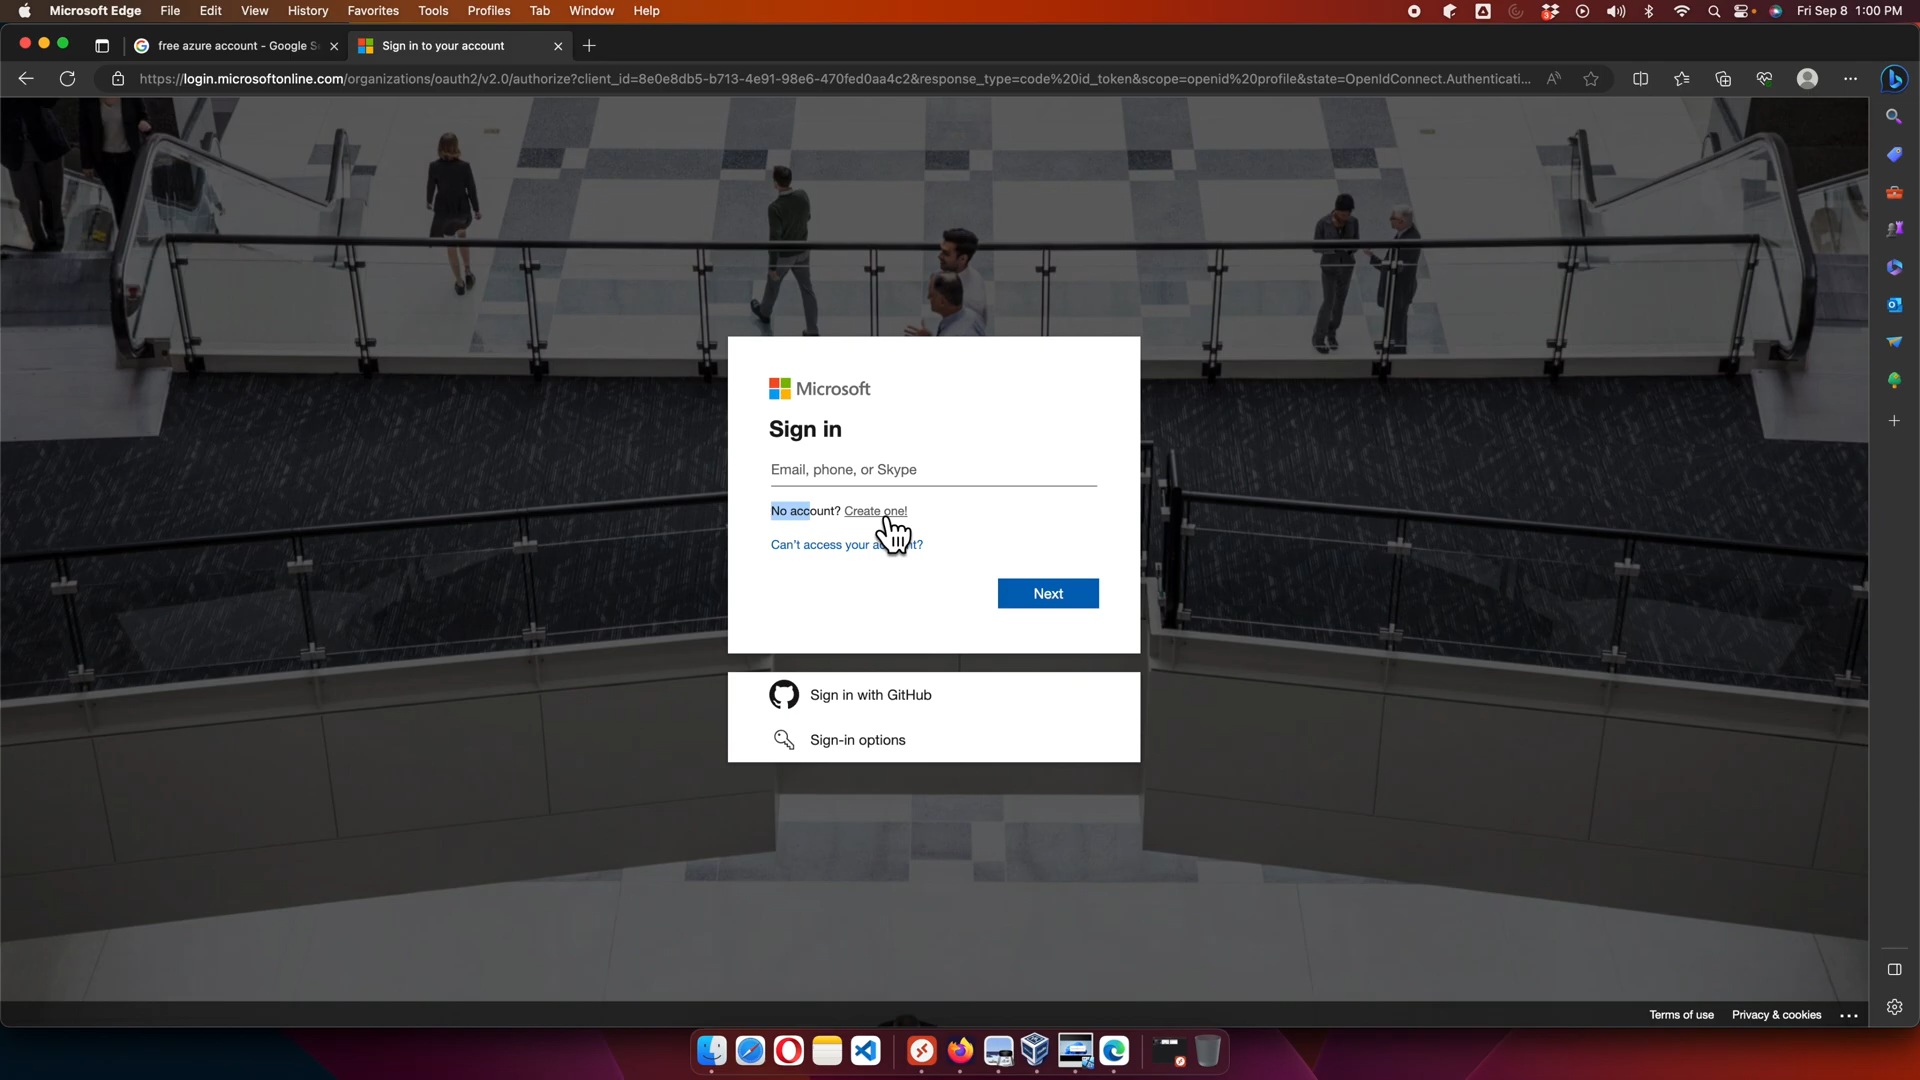 Microsoft Edge File Edit View History Favorites Tools Profiles Tab Window Help Fri Sep 8 1:00 PM
free azure account - Google S
Sign in to your account
https://login.microsoftonline.com/organizations/oauth2/v2.0/authorize?client_id=8e0e8db5-b713-4e91-98e6-470fed0aa4c2&response_type=code%20id_token&scope=openid%20profile&state=OpenIdConnect.Authenticati...
Microsoft
Sign in
Email, phone, or Skype
No account? Create one!
Can't access your account?
Next
Sign in with GitHub
Sign-in options
Terms of use Privacy & cookies ...